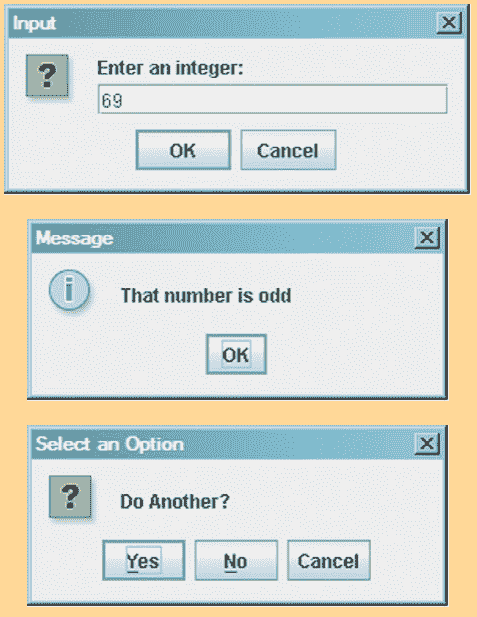 Input
Enter an integer:
69
OK Cancel
Message
That number is odd
OK
Select an Option
Do Another?
Yes No Cancel